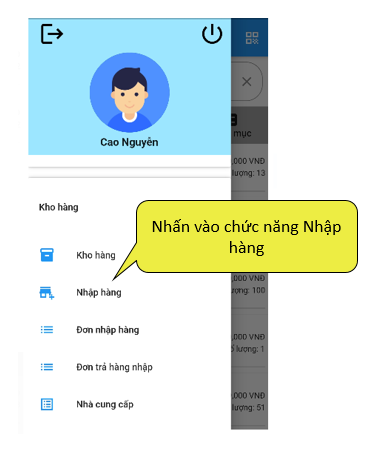 Cao Nguyên
mục
,000 VNĐ
lượng: 13
Kho hàng
Nhấn vào chức năng Nhập
hàng
Kho hàng
,000 VNĐ
Nhập hàng
lượng: 100
Đơn nhập hàng
,000 VNĐ
ố lượng: 1
Đơn trả hàng nhập
,000 VNĐ
Nhà cung cấp
lượng: 51